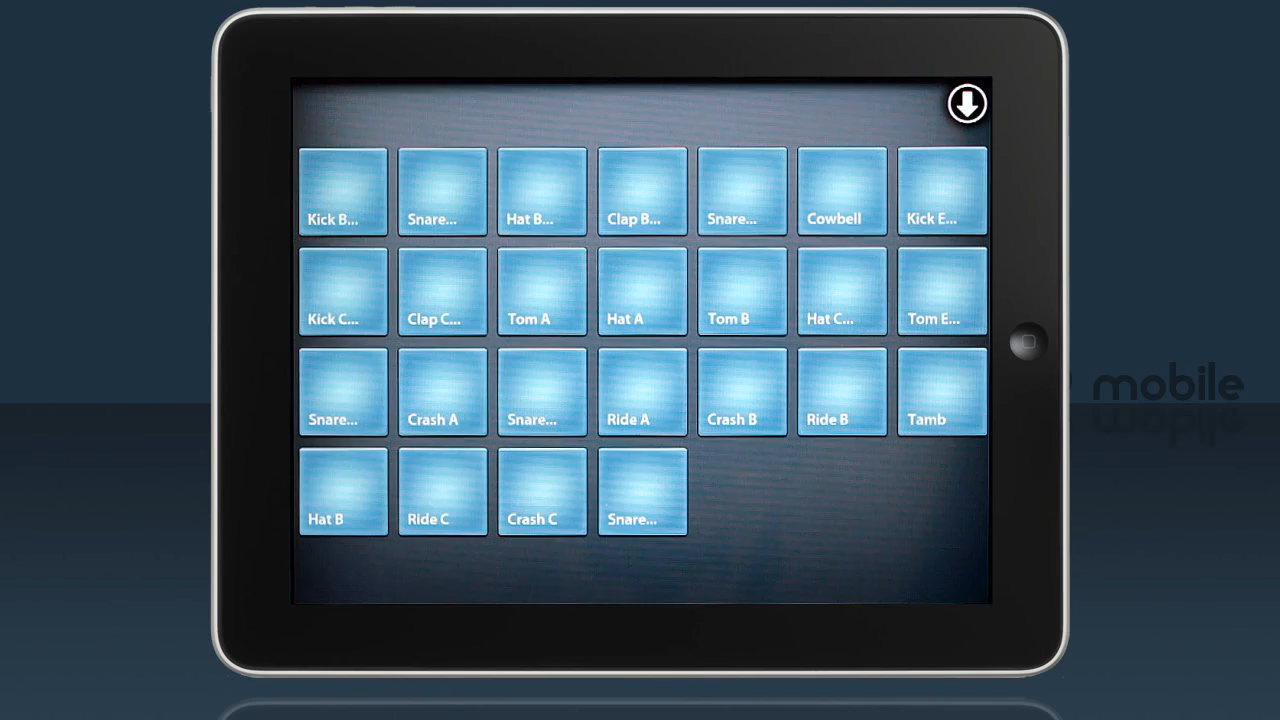 Kick B... Snare... Hat B... Clap B... Snare... Cowbell Kick E...
Kick C... Clap C... Tom A Hat A Tom B Hat C... Tom E...
Snare... Crash A Snare... Ride A Crash B Ride B Tamb
mobile
Hat B Ride C Crash C Snare...